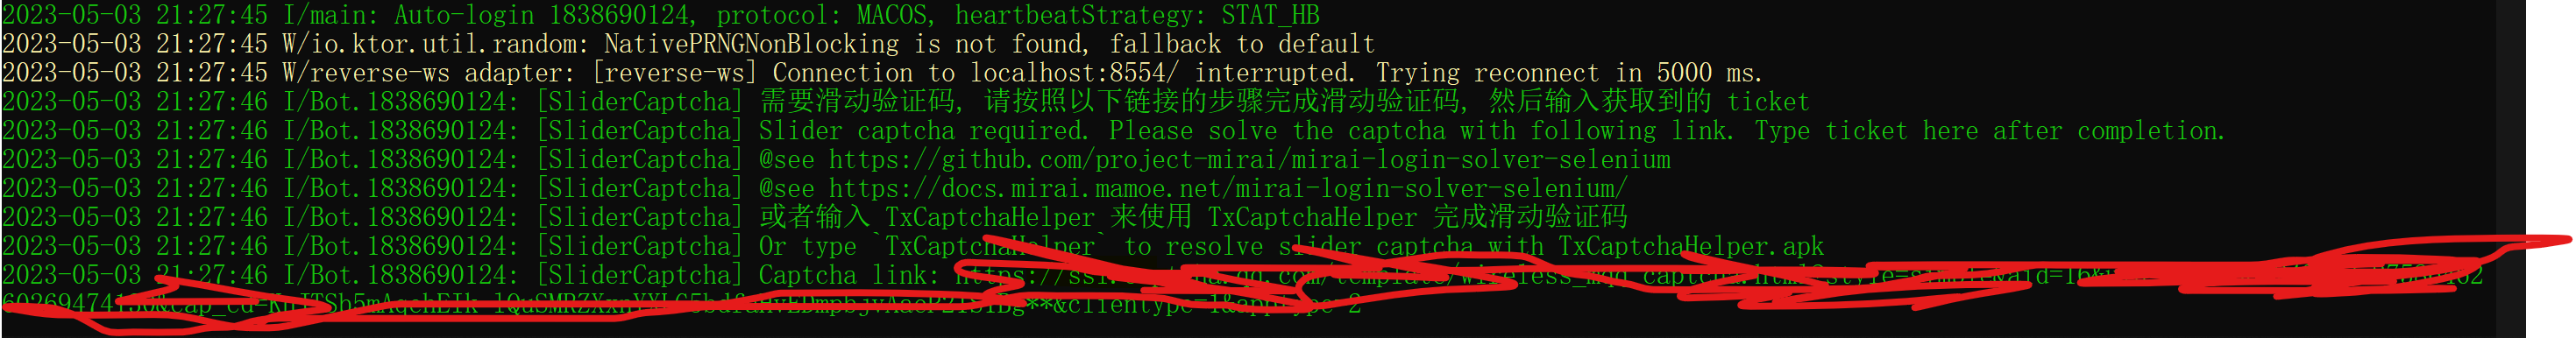 2023-05-03 21:27:45 I/main: Auto-login 1838690124, protocol: MACOS, heartbeatStrategy: STAT_HB
2023-05-03 21:27:45 W/io.ktor.util.random: NativePRNGNonBlocking is not found, fallback to default
2023-05-03 21:27:45 W/reverse-ws adapter: [reverse-ws] Connection to localhost:8554/ interrupted. Trying reconnect in 5000 ms.
2023-05-03 21:27:46 I/Bot.1838690124: [SliderCaptcha] 需要滑动验证码, 请按照以下链接的步骤完成滑动验证码, 然后输入获取到的 ticket
2023-05-03 21:27:46 I/Bot.1838690124: [SliderCaptcha] Slider captcha required. Please solve the captcha with following link. Type ticket here after completion.
2023-05-03 21:27:46 I/Bot.1838690124: [SliderCaptcha] @see https://github.com/project-mirai/mirai-login-solver-selenium
2023-05-03 21:27:46 I/Bot.1838690124: [SliderCaptcha] @see https://docs.mirai.mamoe.net/mirai-login-solver-selenium/
2023-05-03 21:27:46 I/Bot.1838690124: [SliderCaptcha] 或者输入 TxCaptchaHelper 来使用 TxCaptchaHelper 完成滑动验证码
2023-05-03 21:27:46 I/Bot.1838690124: [SliderCaptcha] Or type `TxCaptchaHelper` to resolve slider captcha with TxCaptchaHelper.apk
2023-05-03 21:27:46 I/Bot.1838690124: [SliderCaptcha] Captcha link: